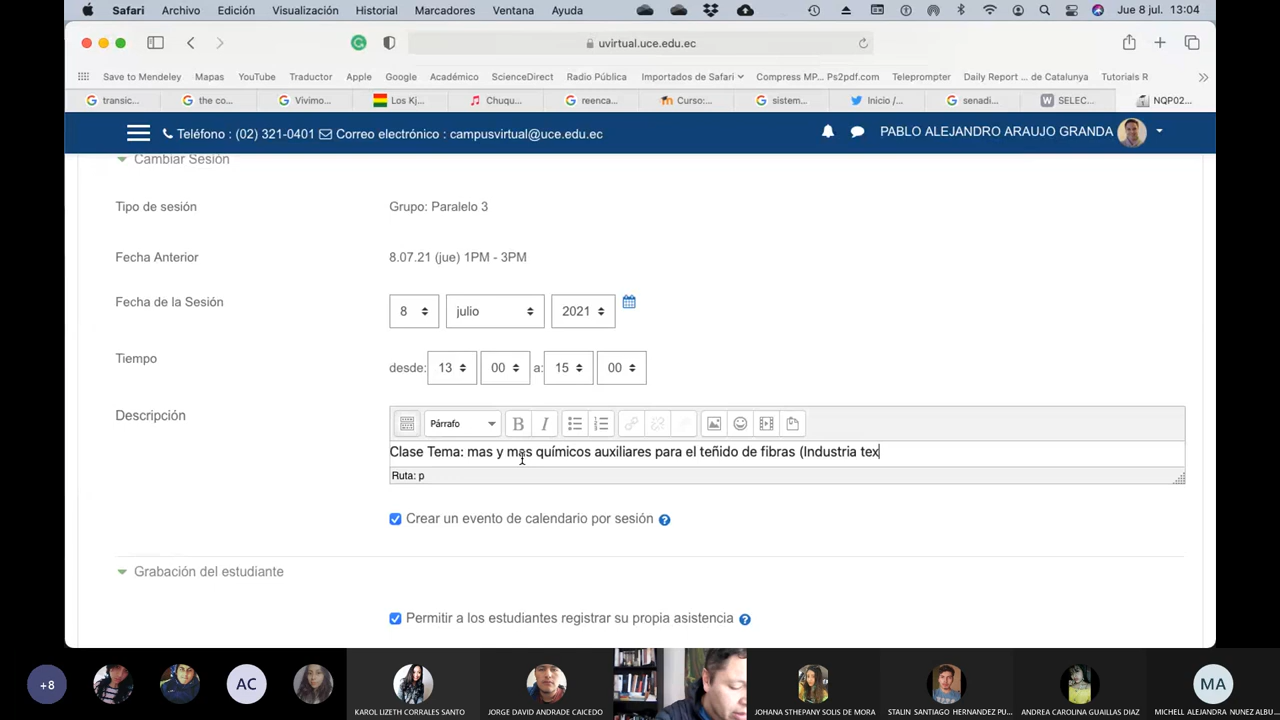 Safari Archivo Edición Visualización Historial Marcadores Ventana Ayuda Jue 8 jul. 13:04
uvirtual.uce.edu.ec
Save to Mendeley Mapas YouTube Traductor Apple Google Académico ScienceDirect Radio Pública Importados de Safari Compress MP... Ps2pdf.com Teleprompter Daily Report ... de Catalunya Tutorials R
transic... the co... Vivimo... Los Kj... Chuqu... reenca... Curso:... sistem... Inicio /... senadi... SELEC... NQP02...
Teléfono : (02) 321-0401 Correo electrónico : campusvirtual@uce.edu.ec PABLO ALEJANDRO ARAUJO GRANDA
Cambiar Sesión
Tipo de sesión Grupo: Paralelo 3
Fecha Anterior 8.07.21 (jue) 1PM - 3PM
Fecha de la Sesión 8 julio 2021
Tiempo desde: 13 00 a: 15 00
Descripción
Párrafo B I
Clase Tema: mas y mas químicos auxiliares para el teñido de fibras (Industria tex
Ruta: p
Crear un evento de calendario por sesión
Grabación del estudiante
Permitir a los estudiantes registrar su propia asistencia
+8 AC MA
KAROL LIZETH CORRALES SANTO JORGE DAVID ANDRADE CAICEDO JOHANA STHEPANY SOLIS DE MORA STALIN SANTIAGO HERNANDEZ PU... ANDREA CAROLINA GUAILLAS DIAZ MICHELL ALEJANDRA NUNEZ ALBU...